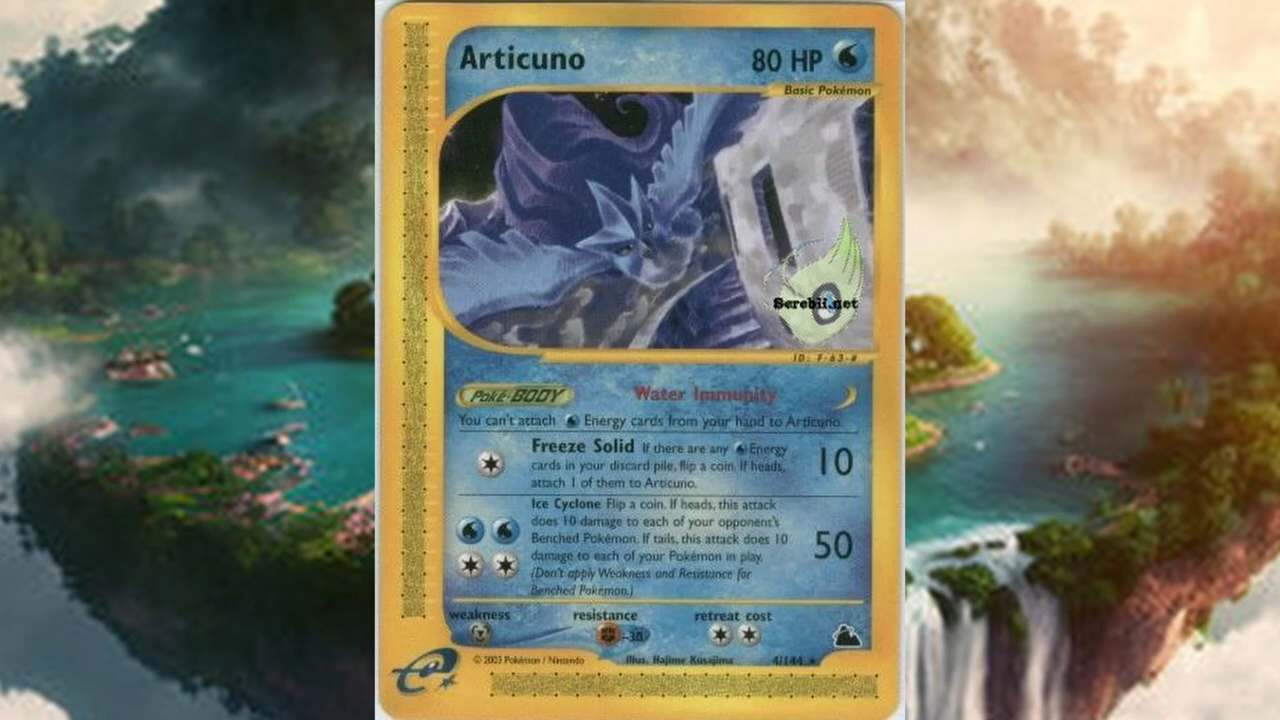 Articuno
80 HP
Basic Pokémon
Serebii.net
ID: F-63-#
Poké-BODY
Water Immunity
You can't attach Energy cards from your hand to Articuno.
Freeze Solid If there are any Energy
cards in your discard pile, flip a coin. If heads,
attach 1 of them to Articuno.
10
Ice Cyclone Flip a coin. If heads, this attack
does 10 damage to each of your opponent's
Benched Pokémon. If tails, this attack does 10
damage to each of your Pokémon in play.
(Don't apply Weakness and Resistance for
Benched Pokémon.)
50
weakness
resistance
retreat cost
-30
© 2003 Pokémon / Nintendo
Illus. Hajime Kusajima
4/144 ★
e